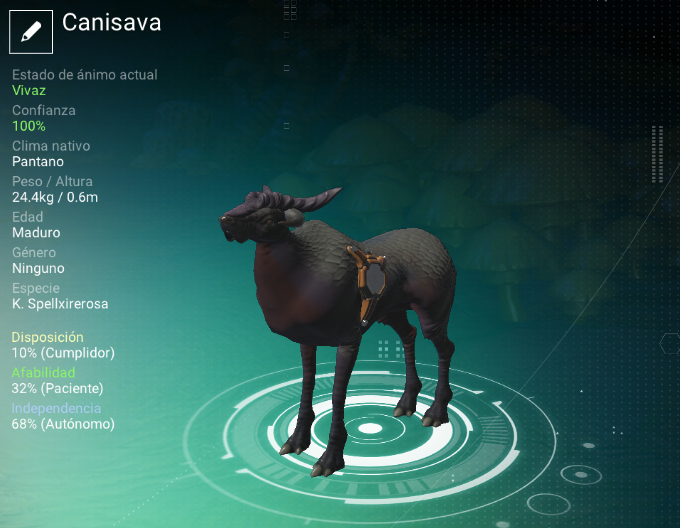 Canisava
Estado de ánimo actual
Vivaz
Confianza
100%
Clima nativo
Pantano
Peso / Altura
24.4kg / 0.6m
Edad
Maduro
Género
Ninguno
Especie
K. Spellxirerosa
Disposición
10% (Cumplidor)
Afabilidad
32% (Paciente)
Independencia
68% (Autónomo)